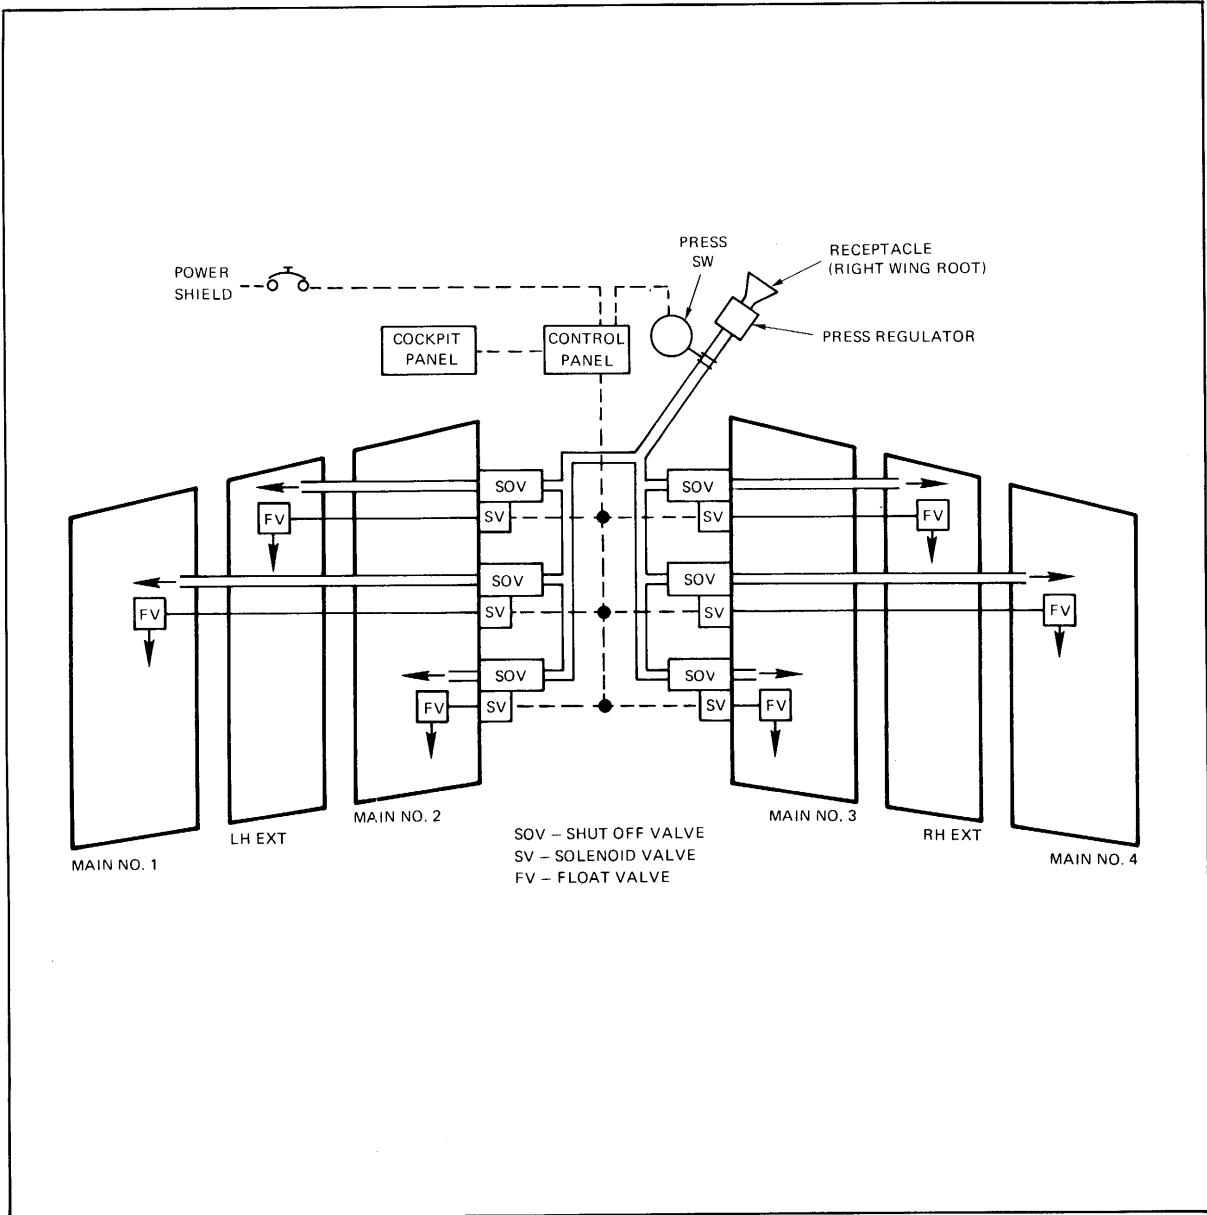 PRESS
SW
RECEPTACLE
(RIGHT WING ROOT)
POWER
SHIELD
PRESS REGULATOR
COCKPIT
PANEL
CONTROL
PANEL
SOV
SOV
FV
SV
SV
FV
SOV
SOV
FV
SV
SV
FV
SOV
SOV
FV
SV
SV
FV
MAIN NO. 1
LH EXT
MAIN NO. 2
MAIN NO. 3
RH EXT
MAIN NO. 4
SOV – SHUT OFF VALVE
SV – SOLENOID VALVE
FV – FLOAT VALVE